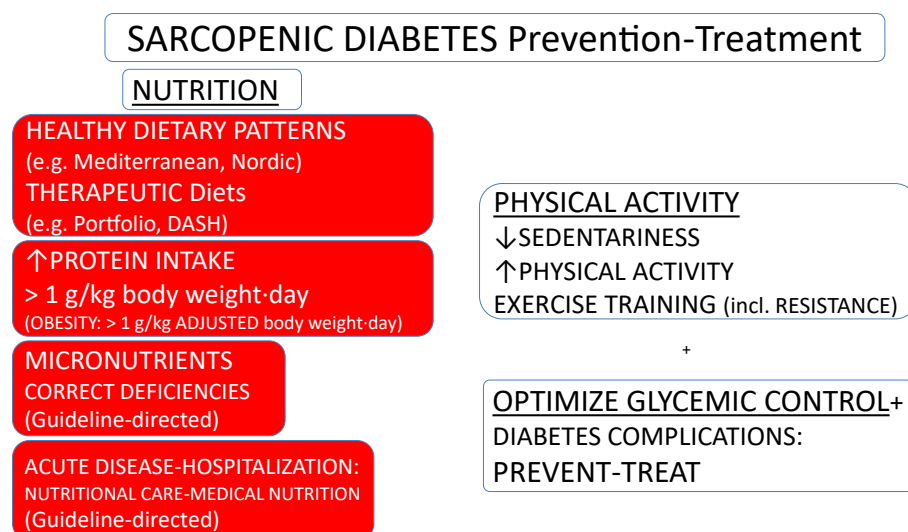 SARCOPENIC DIABETES Prevention-Treatment
NUTRITION
HEALTHY DIETARY PATTERNS
(e.g. Mediterranean, Nordic)
THERAPEUTIC Diets
(e.g. Portfolio, DASH)
↑PROTEIN INTAKE
> 1 g/kg body weight·day
(OBESITY: > 1 g/kg ADJUSTED body weight·day)
MICRONUTRIENTS
CORRECT DEFICIENCIES
(Guideline-directed)
ACUTE DISEASE-HOSPITALIZATION:
NUTRITIONAL CARE-MEDICAL NUTRITION
(Guideline-directed)
PHYSICAL ACTIVITY
↓SEDENTARINESS
↑PHYSICAL ACTIVITY
EXERCISE TRAINING (incl. RESISTANCE)
+
OPTIMIZE GLYCEMIC CONTROL+
DIABETES COMPLICATIONS:
PREVENT-TREAT